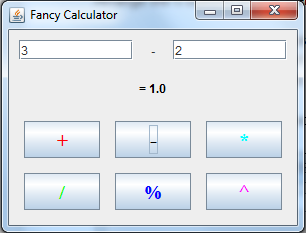 Fancy Calculator
3 - 2
= 1.0
+ - *
/ % ^